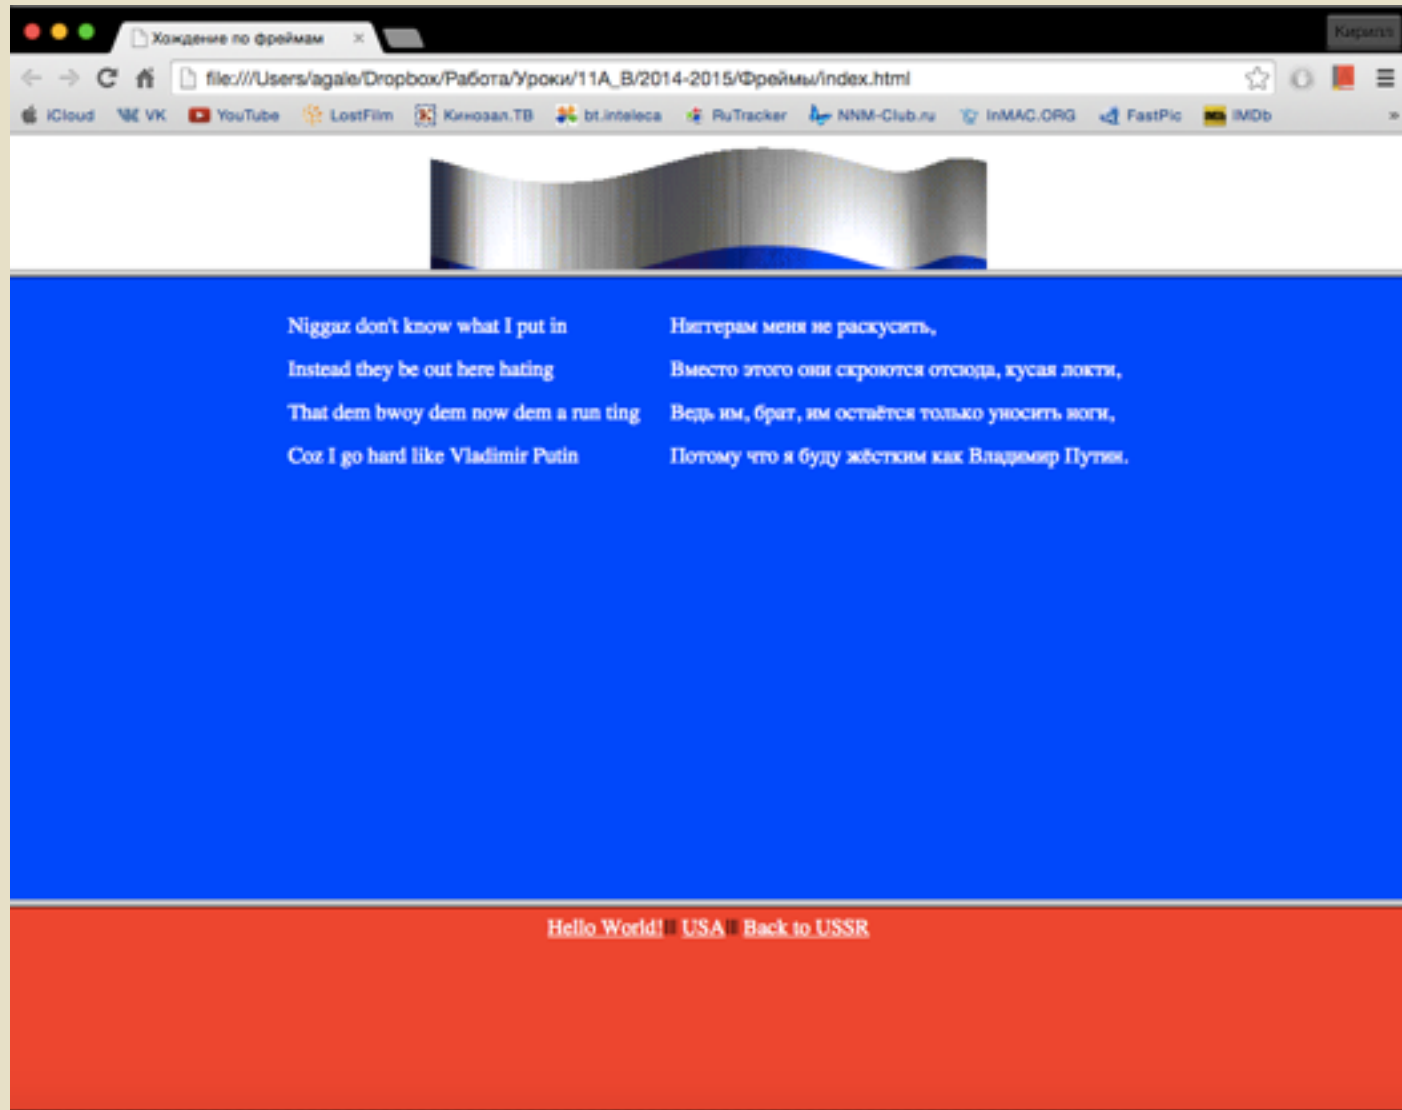 Хождение по фреймам
Кирилл
file:///Users/agale/Dropbox/Работа/Уроки/11A_B/2014-2015/Фреймы/index.html
iCloud VK YouTube LostFilm Кинозал.ТВ bt.inteleca RuTracker NNM-Club.ru InMAC.ORG FastPic IMDb »
Niggaz don't know what I put in Ниггерам меня не раскусить,
Instead they be out here hating Вместо этого они скроются отсюда, кусая локти,
That dem bwoy dem now dem a run ting Ведь им, брат, им остаётся только уносить ноги,
Coz I go hard like Vladimir Putin Потому что я буду жёстким как Владимир Путин.
Hello World!||| USA||| Back to USSR